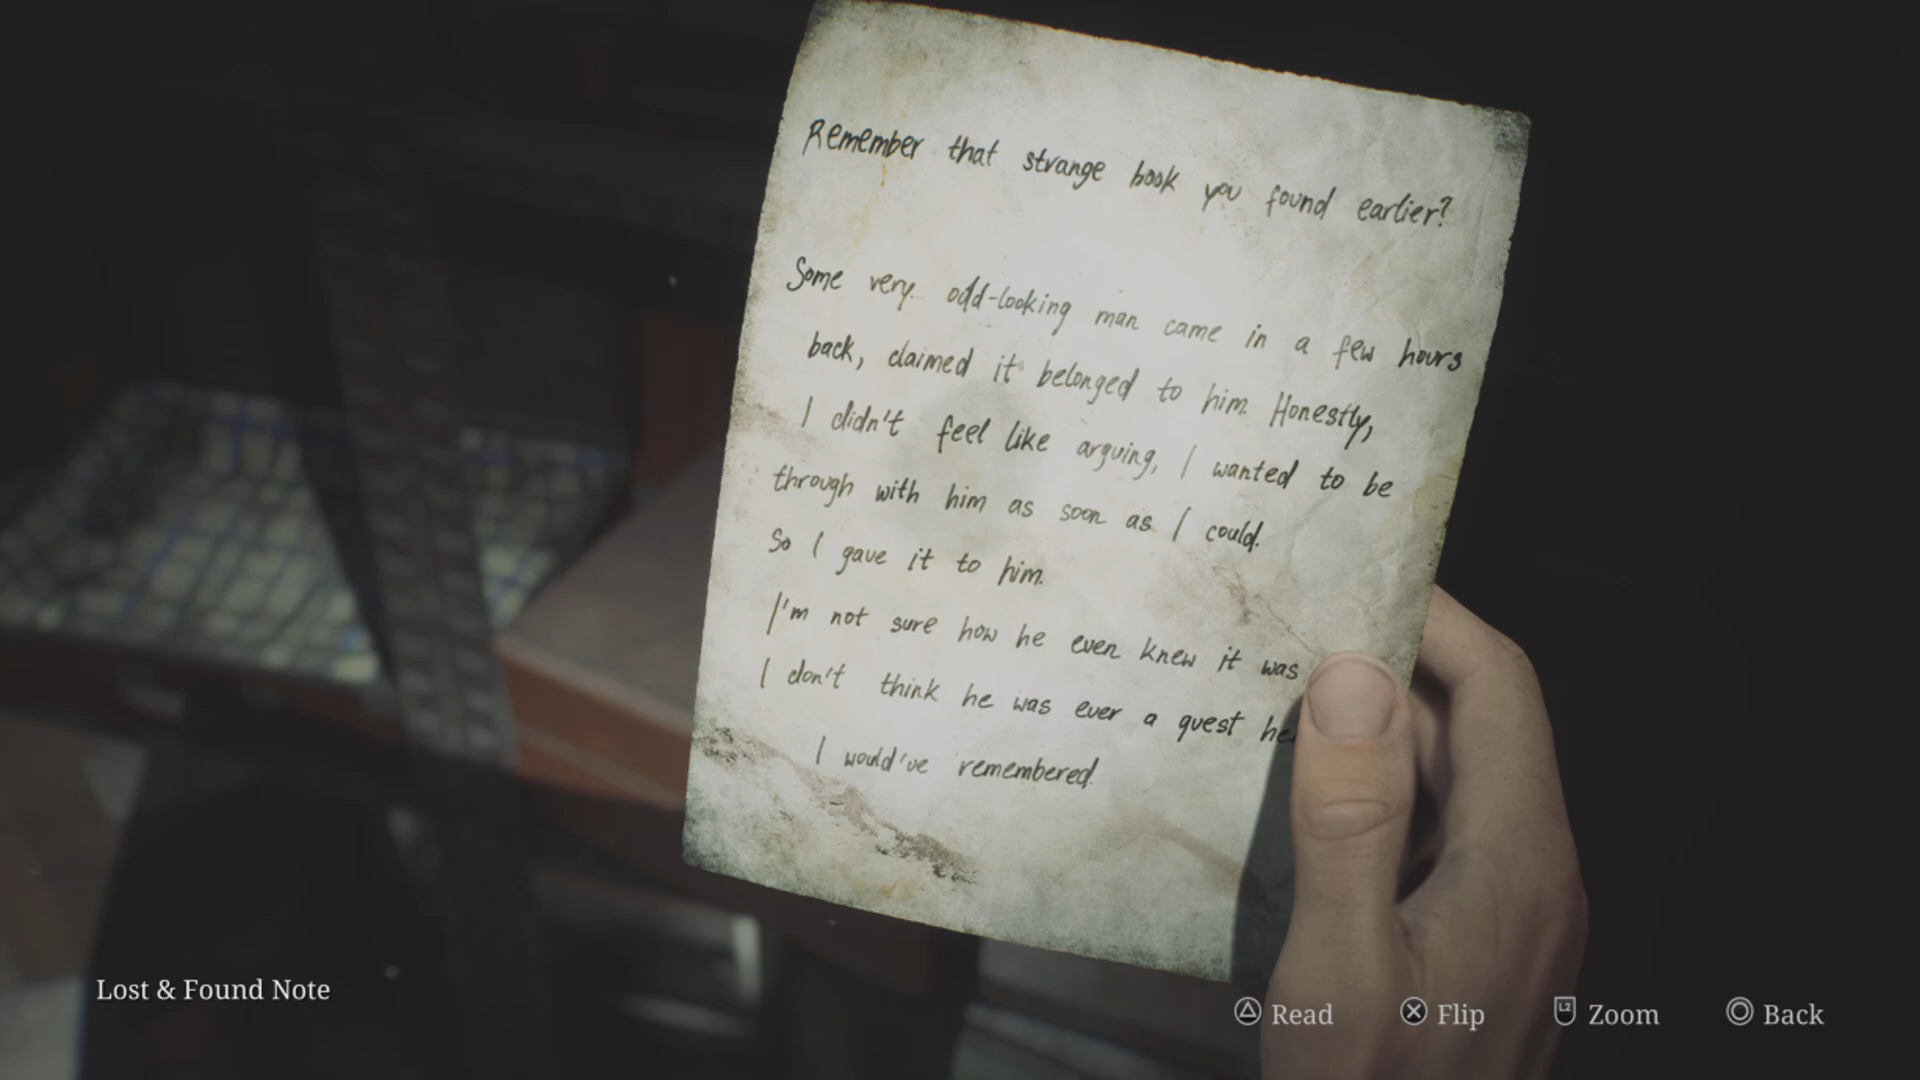 Remember that strange book you found earlier?
Some very odd-looking man came in a few hours
back, claimed it belonged to him. Honestly,
I didn't feel like arguing, I wanted to be
through with him as soon as I could.
So I gave it to him.
I'm not sure how he even knew it was
I don't think he was ever a guest
I would've remembered.
Lost & Found Note
Read
Flip
L2 Zoom
Back